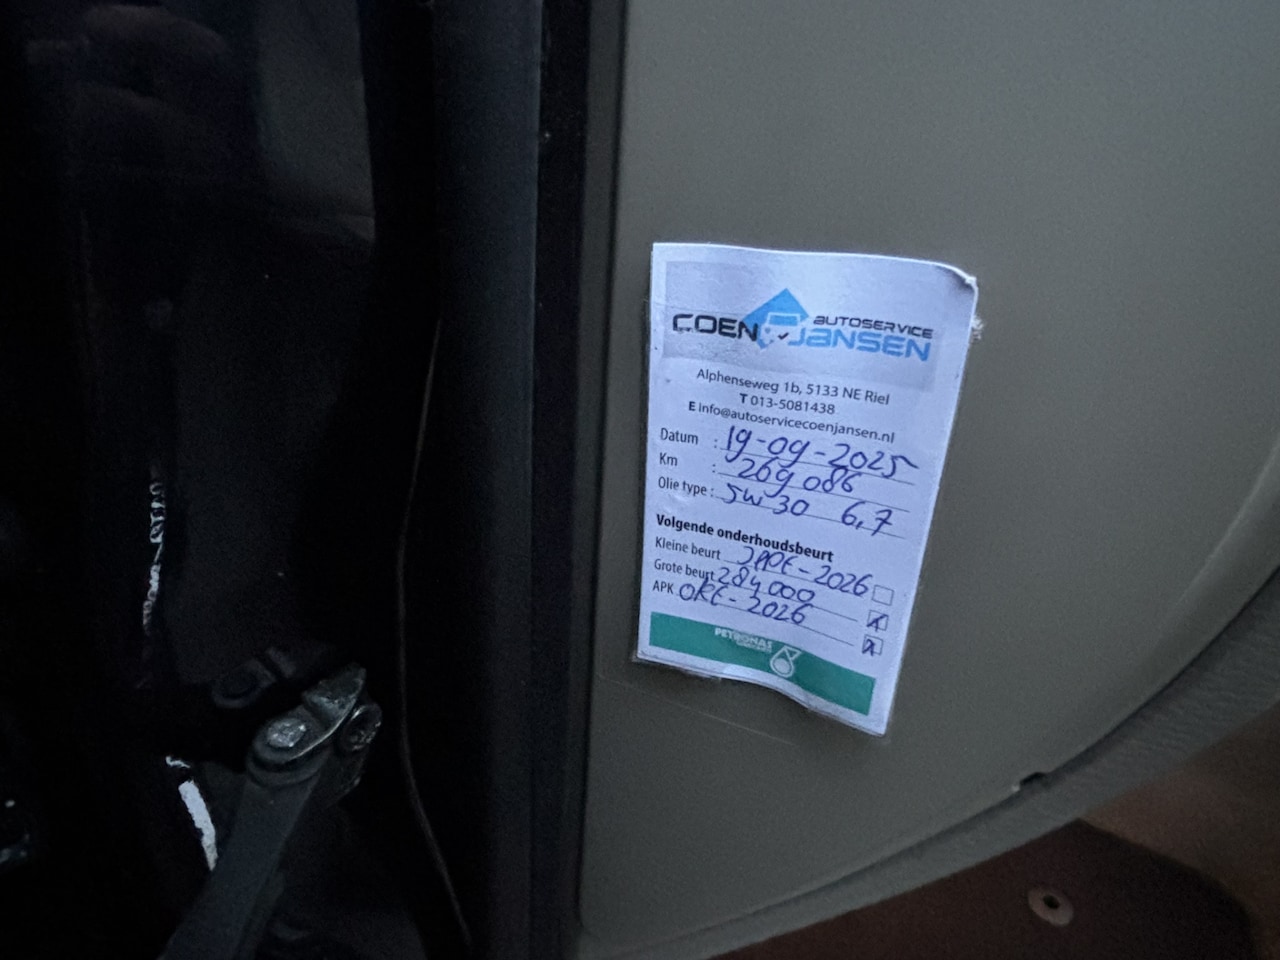 COEN AUTOSERVICE
JANSEN
Alphenseweg 1b, 5133 NE Riel
T 013-5081438
E info@autoservicecoenjansen.nl
Datum : 19-09-2025
Km : 269 086
Olie type : 5W30 6,7
Volgende onderhoudsbeurt
Kleine beurt 2026
Grote beurt 284 000
APK OKT-2026
PETRONAS